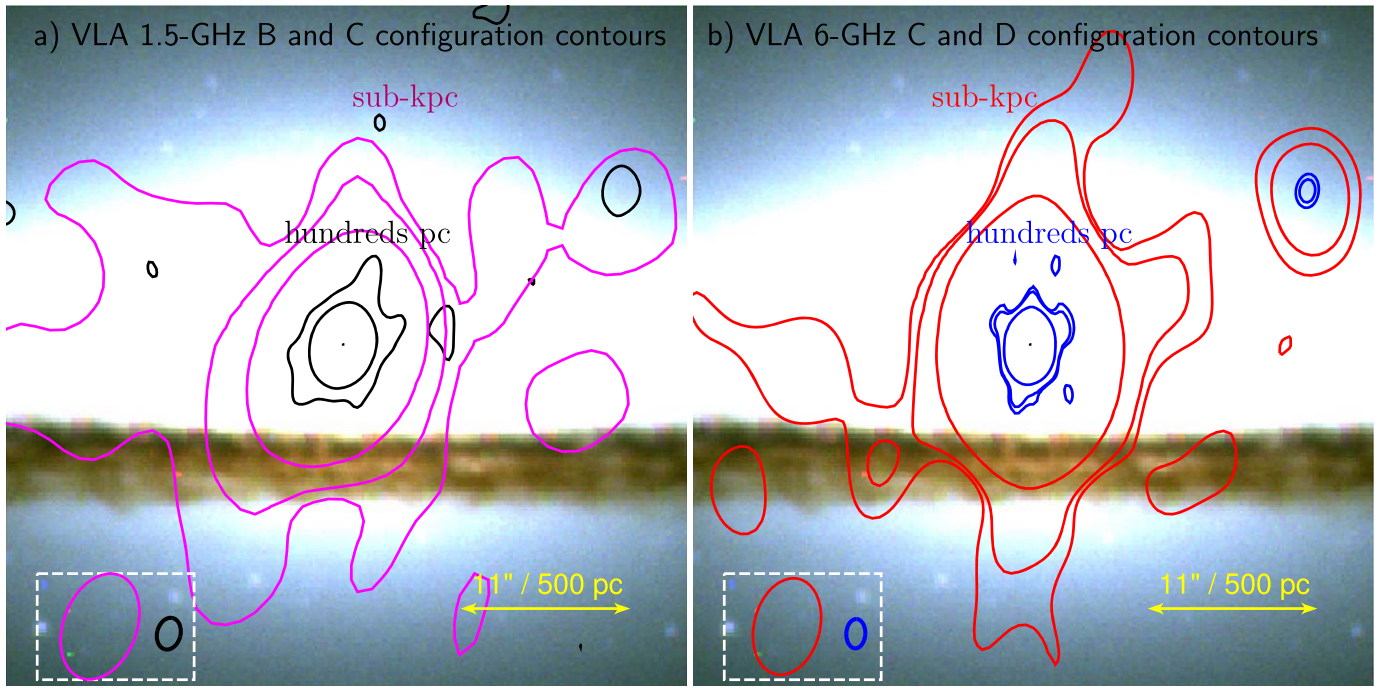 a) VLA 1.5-GHz B and C configuration contours
sub-kpc
hundreds pc
11" / 500 pc
b) VLA 6-GHz C and D configuration contours
sub-kpc
hundreds pc
11" / 500 pc